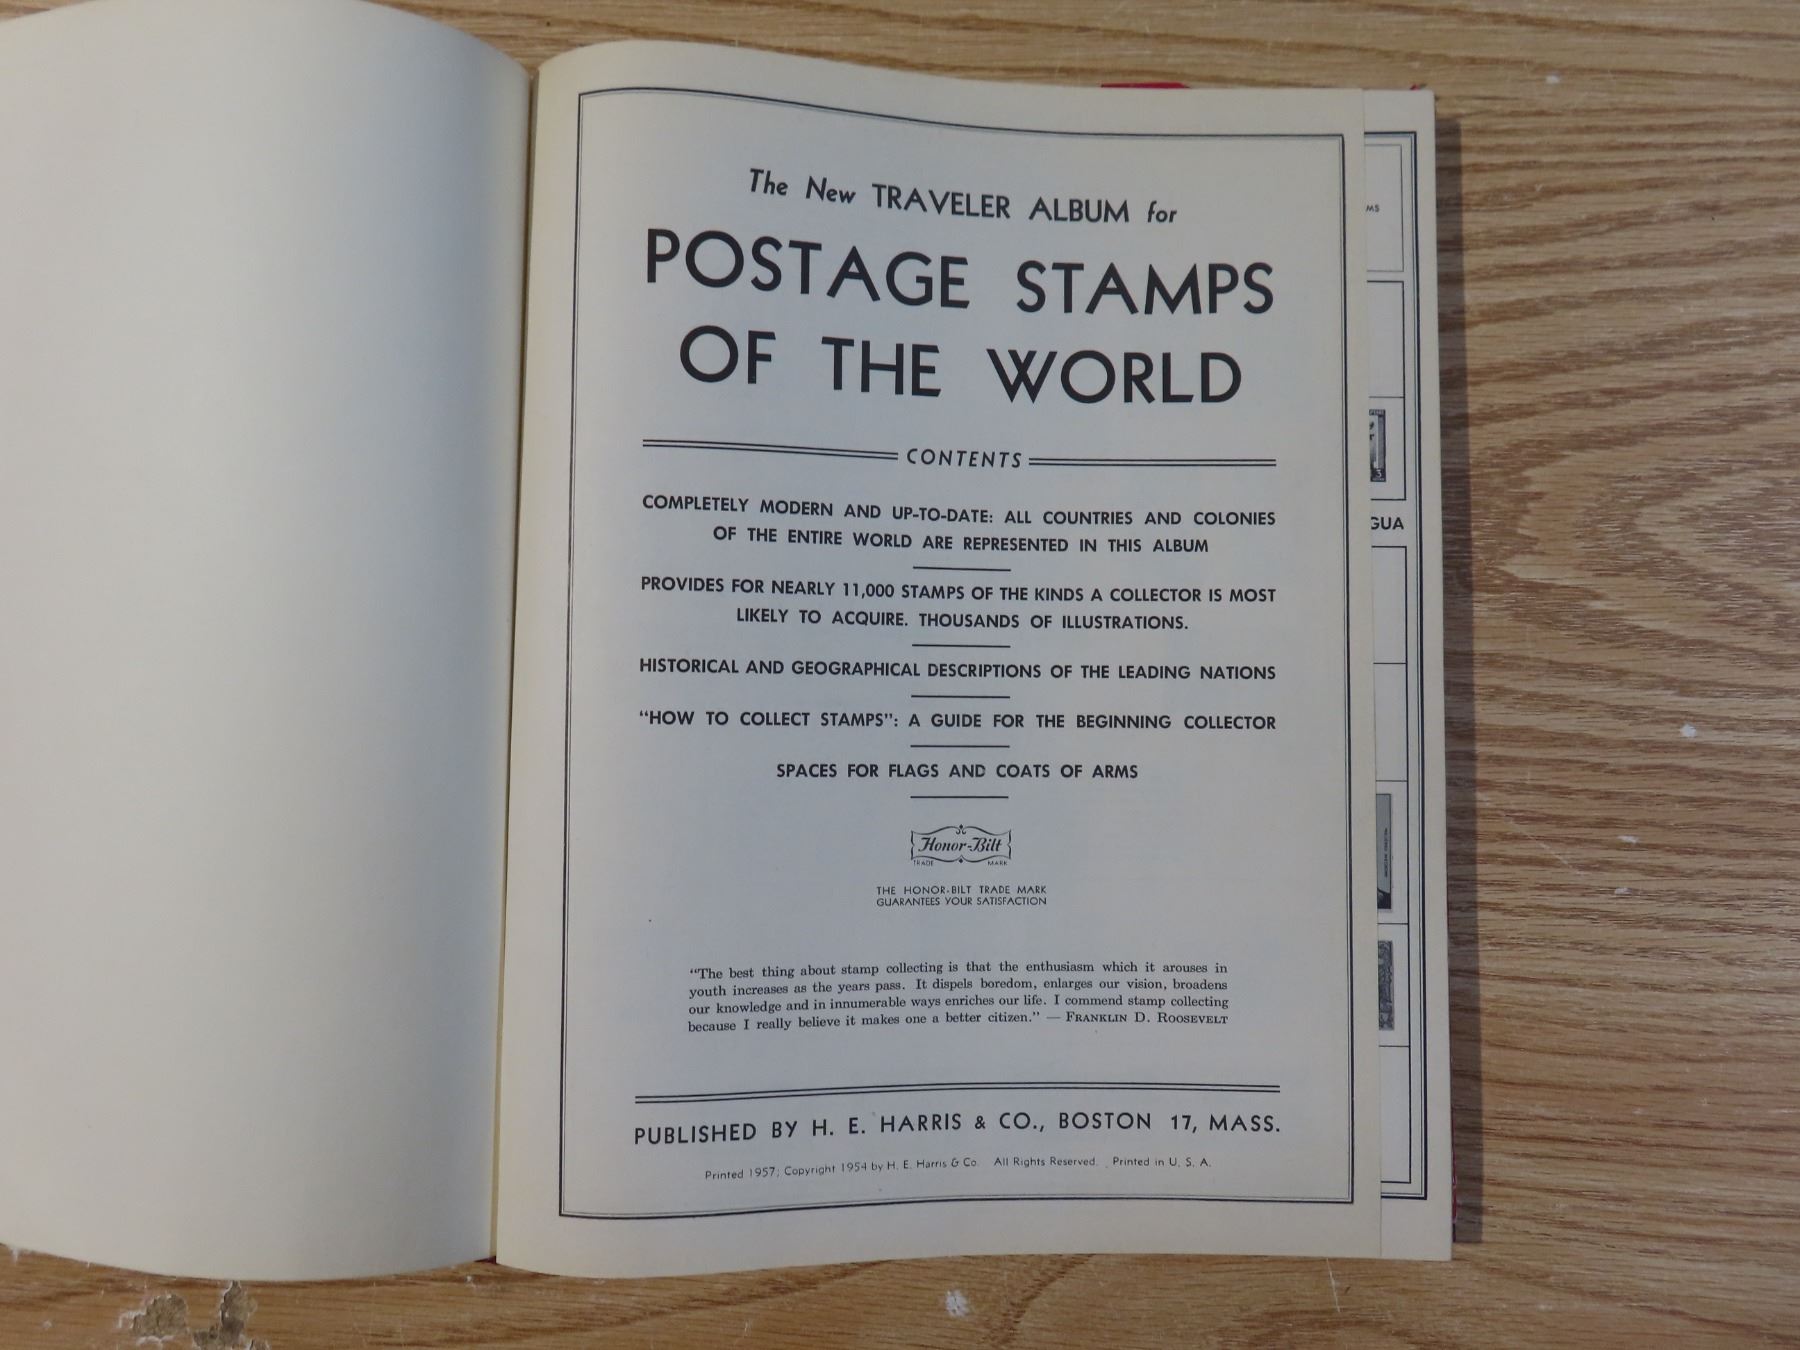 The New TRAVELER ALBUM for
POSTAGE STAMPS
OF THE WORLD
CONTENTS
COMPLETELY MODERN AND UP-TO-DATE: ALL COUNTRIES AND COLONIES
OF THE ENTIRE WORLD ARE REPRESENTED IN THIS ALBUM
PROVIDES FOR NEARLY 11,000 STAMPS OF THE KINDS A COLLECTOR IS MOST
LIKELY TO ACQUIRE. THOUSANDS OF ILLUSTRATIONS.
HISTORICAL AND GEOGRAPHICAL DESCRIPTIONS OF THE LEADING NATIONS
"HOW TO COLLECT STAMPS": A GUIDE FOR THE BEGINNING COLLECTOR
SPACES FOR FLAGS AND COATS OF ARMS
Honor-Bilt
TRADE MARK
THE HONOR-BILT TRADE MARK
GUARANTEES YOUR SATISFACTION
"The best thing about stamp collecting is that the enthusiasm which it arouses in
youth increases as the years pass. It dispels boredom, enlarges our vision, broadens
our knowledge and in innumerable ways enriches our life. I commend stamp collecting
because I really believe it makes one a better citizen." — FRANKLIN D. ROOSEVELT
PUBLISHED BY H. E. HARRIS & CO., BOSTON 17, MASS.
Printed 1957; Copyright 1954 by H. E. Harris & Co. All Rights Reserved. Printed in U. S. A.
MS
GUA